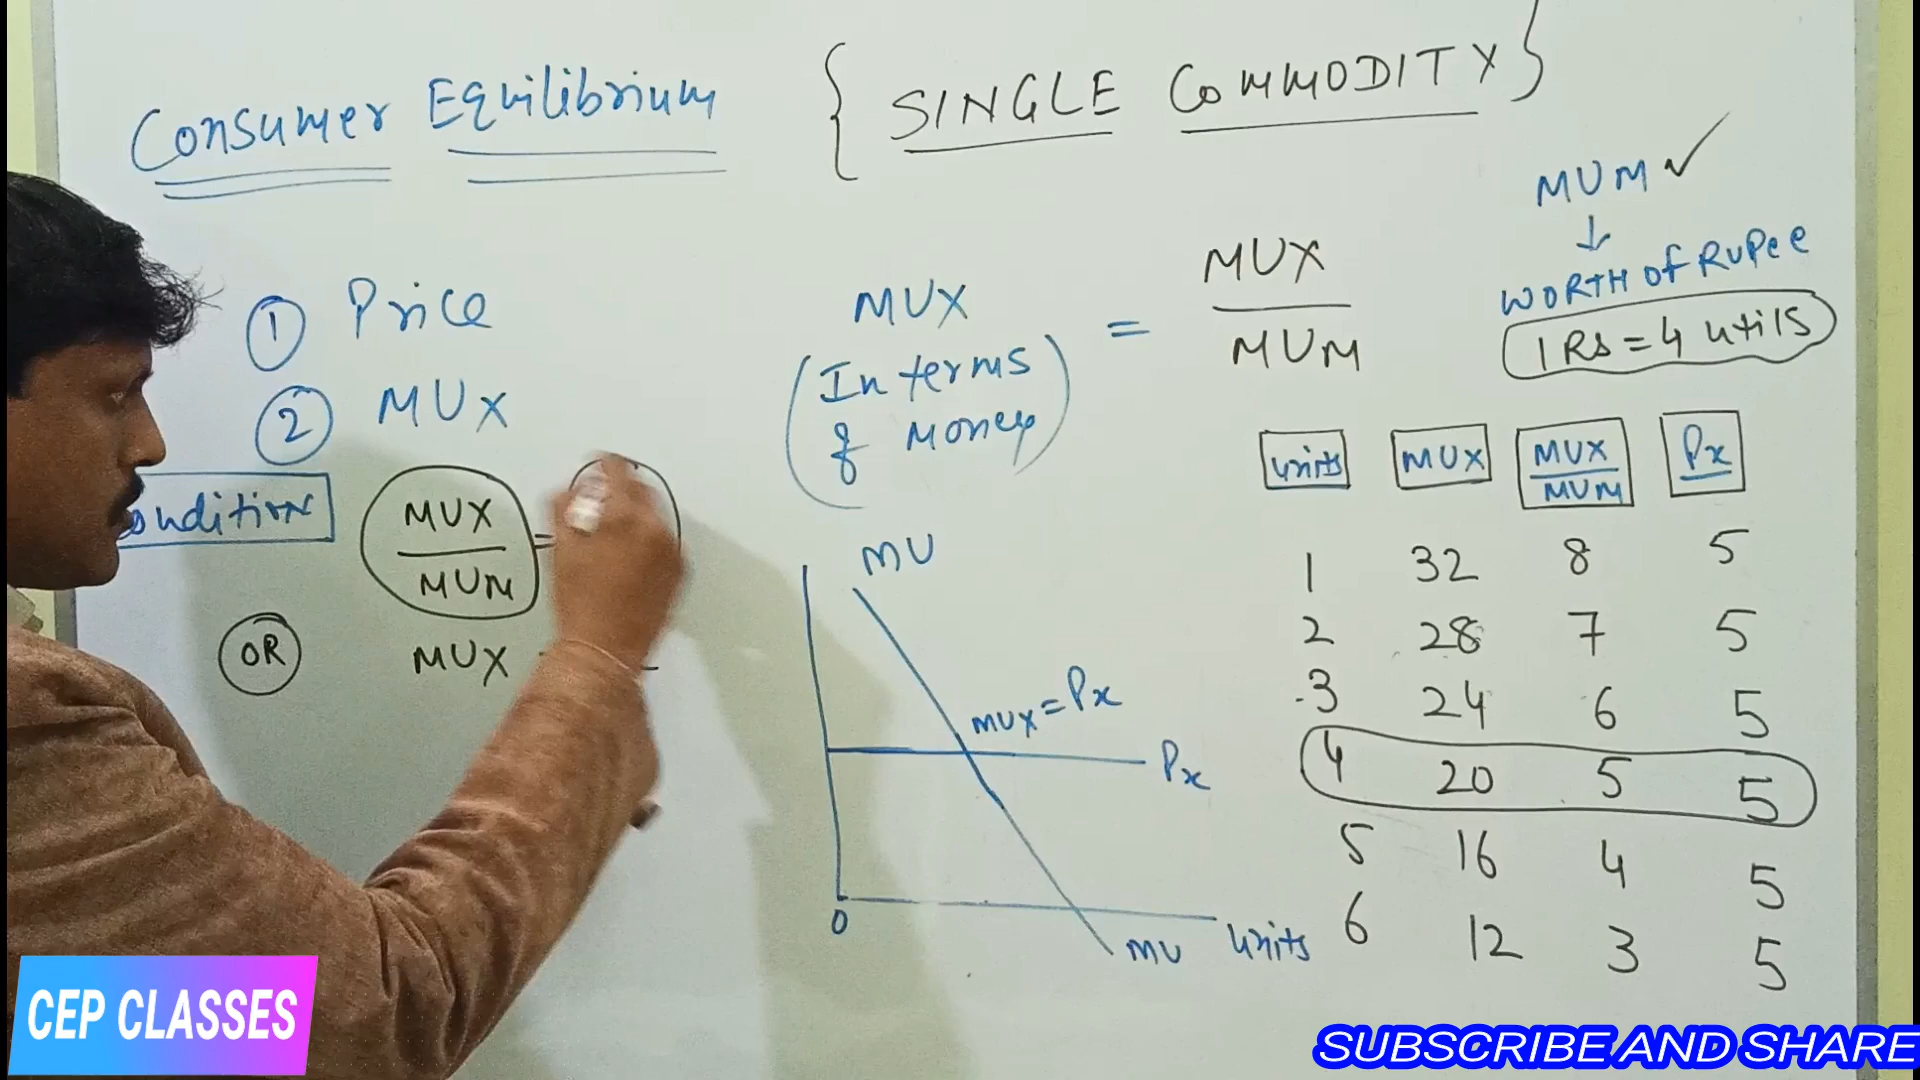 Consumer Equilibrium { SINGLE COMMODITY }
MUM ✓
↓
WORTH of RUPee
1 RS = 4 utils
① Price
② MUX
ondition
MUX
MUM
=
OR
MUX
MUX
(In terms
of Money)
=
MUX
MUM
MU
MUX = Px
Px
0
MU
units
units MUX MUX/MUM Px
1 32 8 5
2 28 7 5
3 24 6 5
4 20 5 5
5 16 4 5
6 12 3 5
CEP CLASSES
SUBSCRIBE AND SHARE